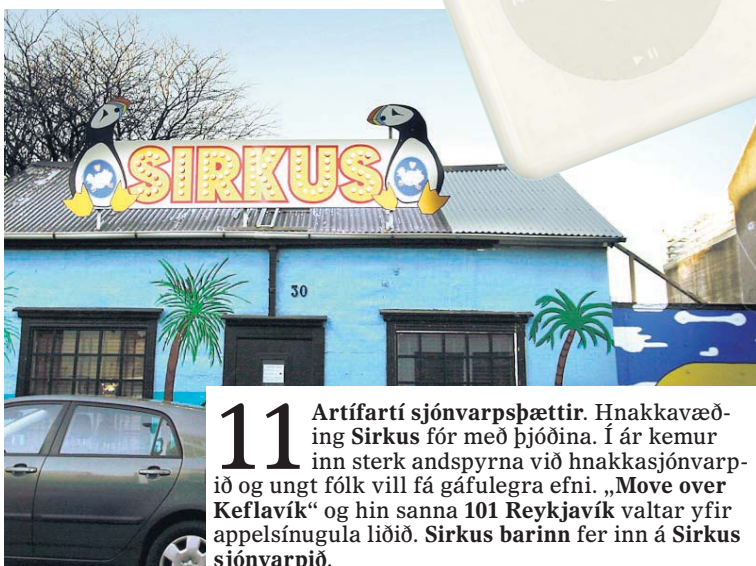 SIRKUS
30
11 Artífartí sjónvarpsþættir. Hnakkavæð-
ing Sirkus fór með þjóðina. Í ár kemur
inn sterk andspyrna við hnakkasjónvarp-
ið og ungt fólk vill fá gáfulegra efni. „Move over
Keflavík“ og hin sanna 101 Reykjavík valtar yfir
appelsínugula liðið. Sirkus barinn fer inn á Sirkus
sjónvarpið.